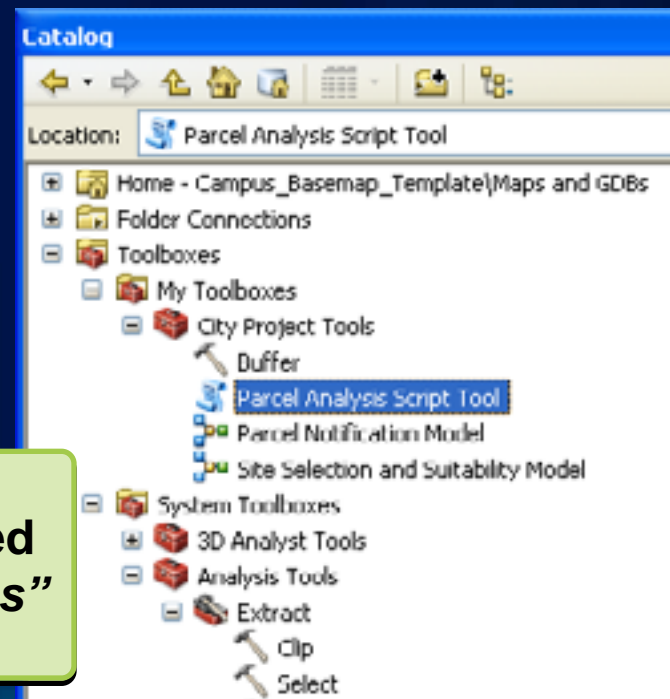 Catalog
Location: Parcel Analysis Script Tool
Home - Campus_Basemap_Template\Maps and GDBs
Folder Connections
Toolboxes
My Toolboxes
City Project Tools
Buffer
Parcel Analysis Script Tool
Parcel Notification Model
Site Selection and Suitability Model
ed
s”
System Toolboxes
3D Analyst Tools
Analysis Tools
Extract
Clip
Select